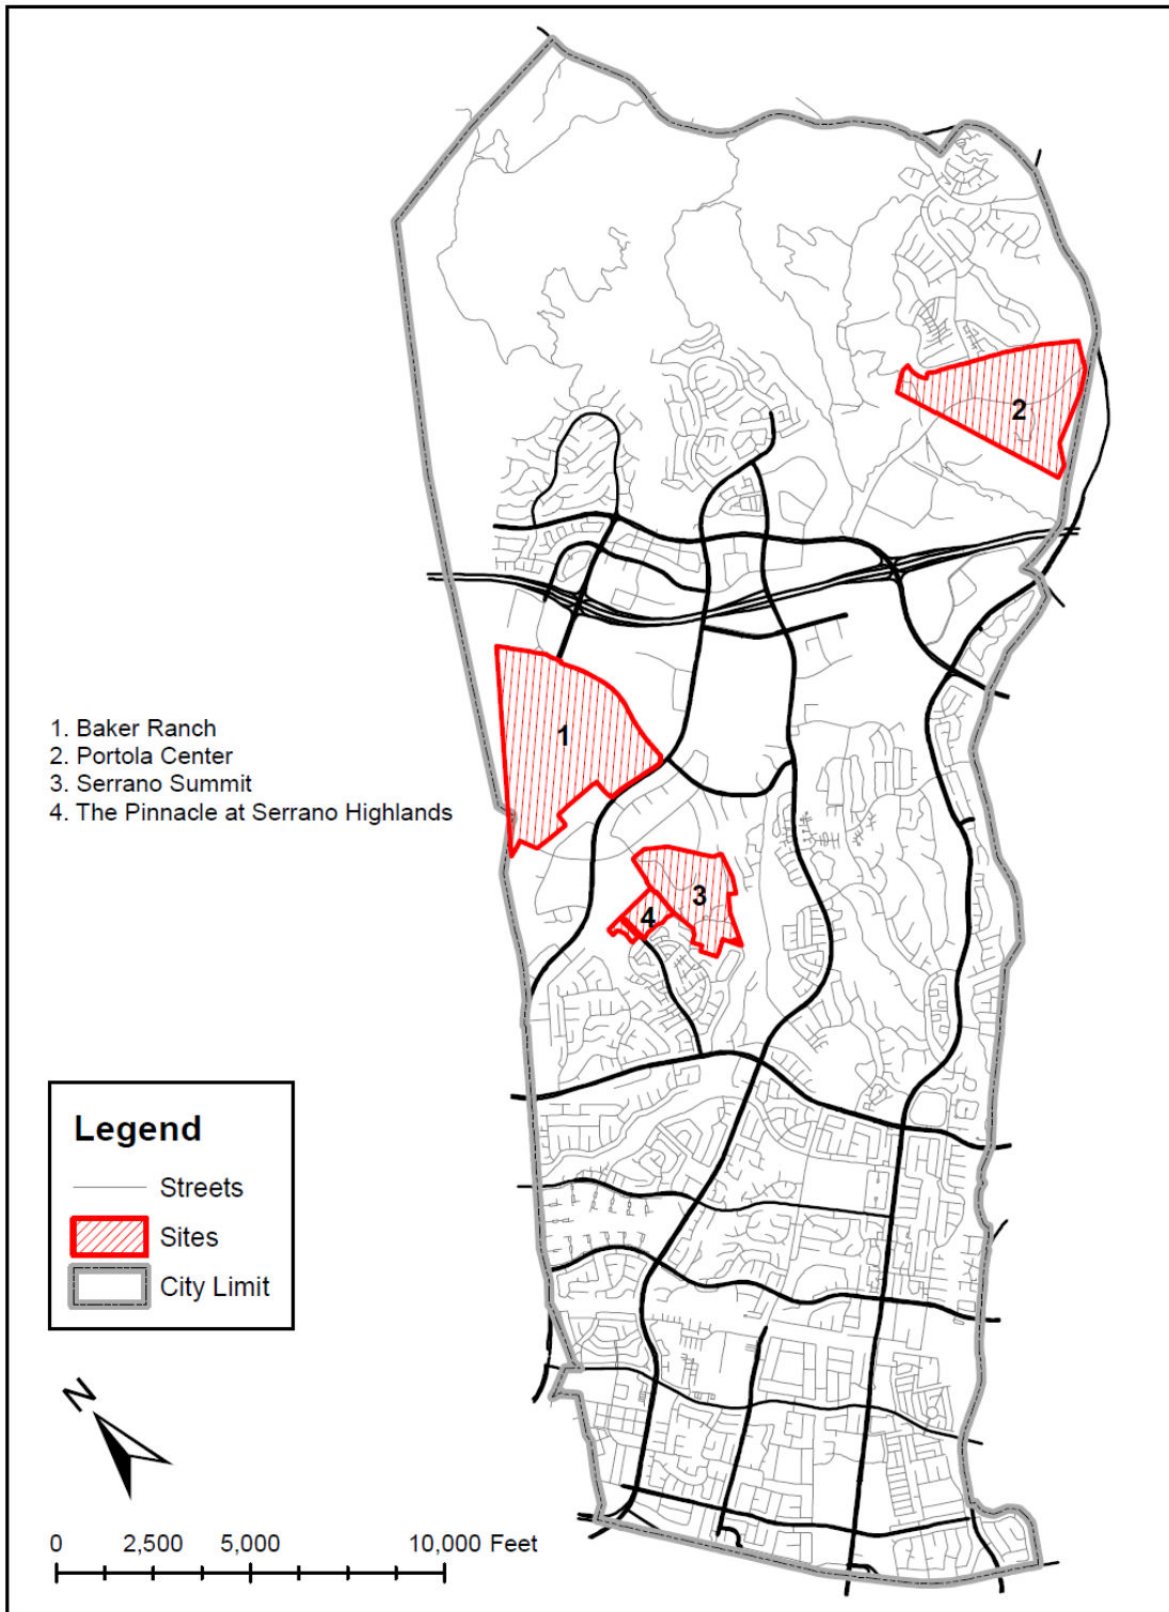 2
1
1. Baker Ranch
2. Portola Center
3. Serrano Summit
4. The Pinnacle at Serrano Highlands
3
4
Legend
Streets
Sites
City Limit
N
0 2,500 5,000 10,000 Feet